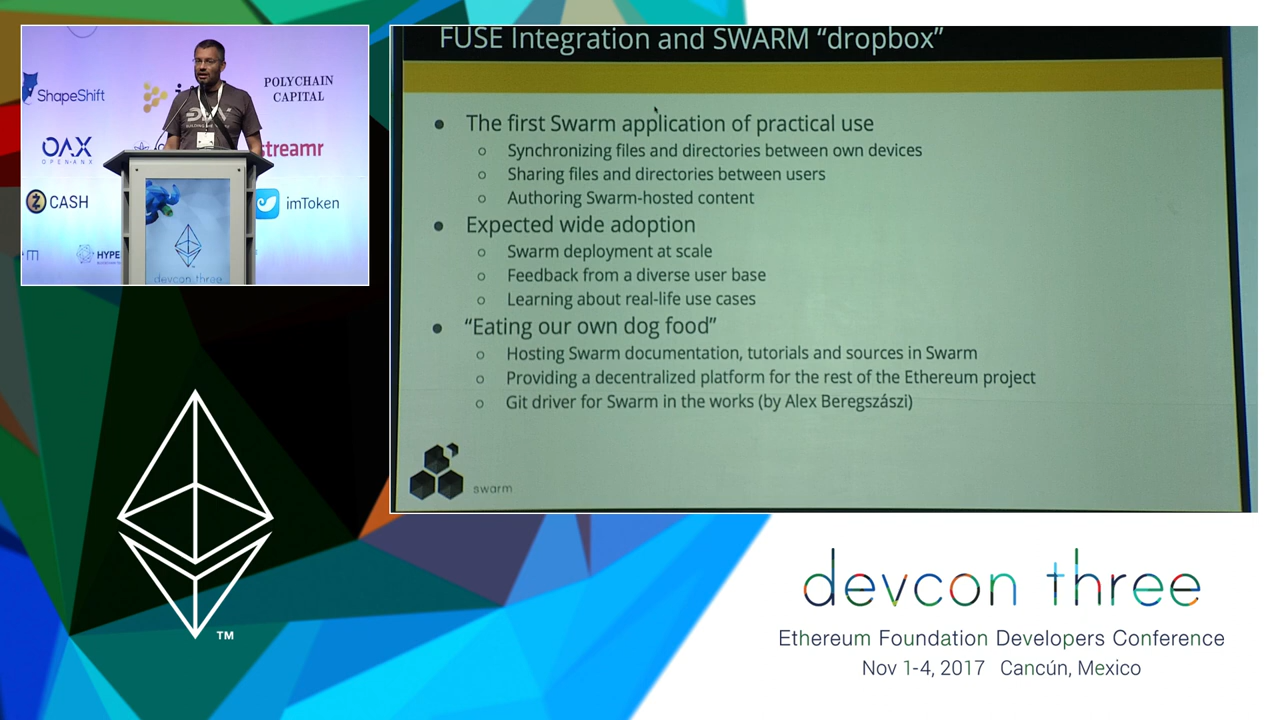 POLYCHAIN
CAPITAL
ShapeShift
OAX
OPEN ANX
streamr
CASH
imToken
HYPE
devcon three
FUSE Integration and SWARM “dropbox”
The first Swarm application of practical use
Synchronizing files and directories between own devices
Sharing files and directories between users
Authoring Swarm-hosted content
Expected wide adoption
Swarm deployment at scale
Feedback from a diverse user base
Learning about real-life use cases
“Eating our own dog food”
Hosting Swarm documentation, tutorials and sources in Swarm
Providing a decentralized platform for the rest of the Ethereum project
Git driver for Swarm in the works (by Alex Beregszászi)
swarm
TM
devcon three
Ethereum Foundation Developers Conference
Nov 1-4, 2017 Cancún, Mexico